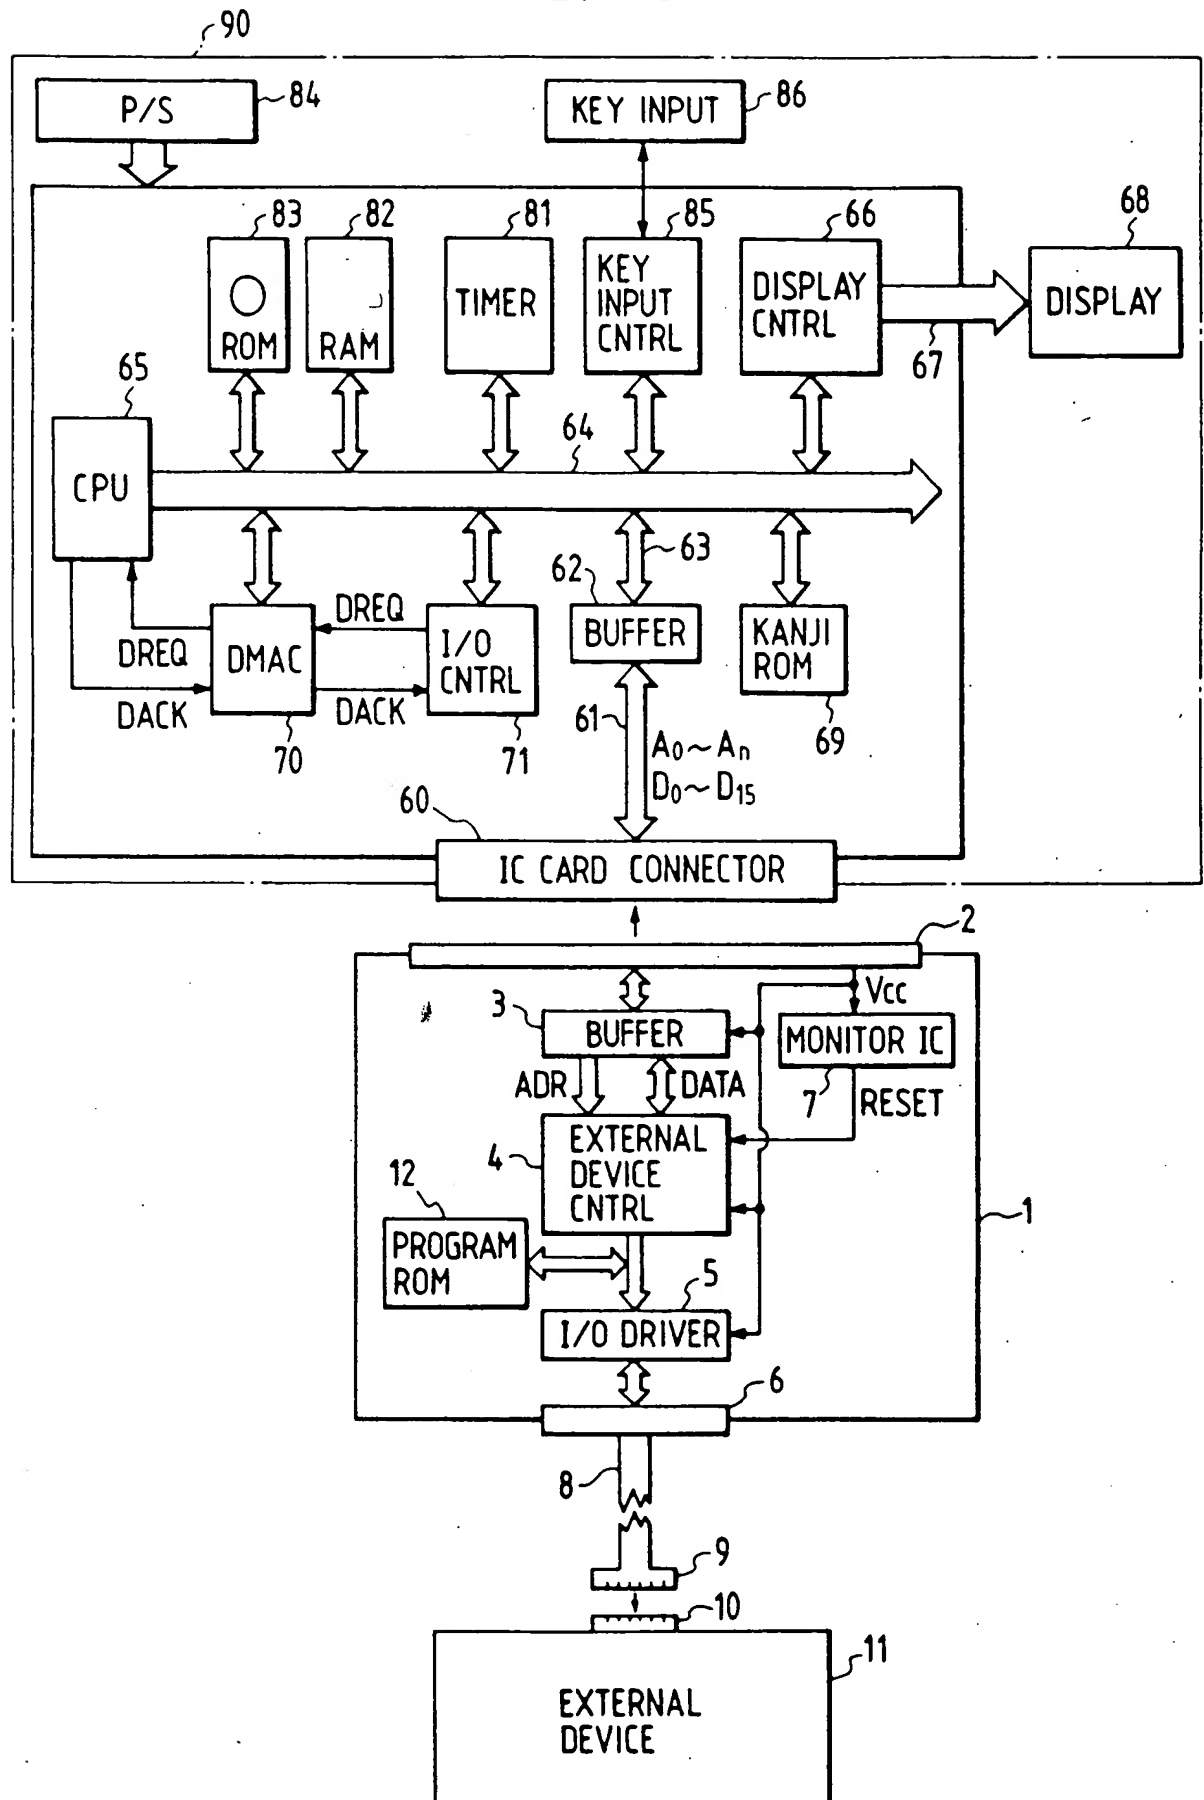 90
P/S
84
KEY INPUT
86
83
82
81
85
66
68
ROM
RAM
TIMER
KEY
INPUT
CNTRL
DISPLAY
CNTRL
DISPLAY
67
65
CPU
64
63
62
DREQ
DREQ
DMAC
I/O
CNTRL
BUFFER
KANJI
ROM
DACK
DACK
70
71
61
69
A0~An
D0~D15
60
IC CARD CONNECTOR
2
Vcc
3
BUFFER
MONITOR IC
ADR
DATA
7
RESET
4
EXTERNAL
DEVICE
CNTRL
12
1
PROGRAM
ROM
5
I/O DRIVER
6
8
9
10
11
EXTERNAL
DEVICE